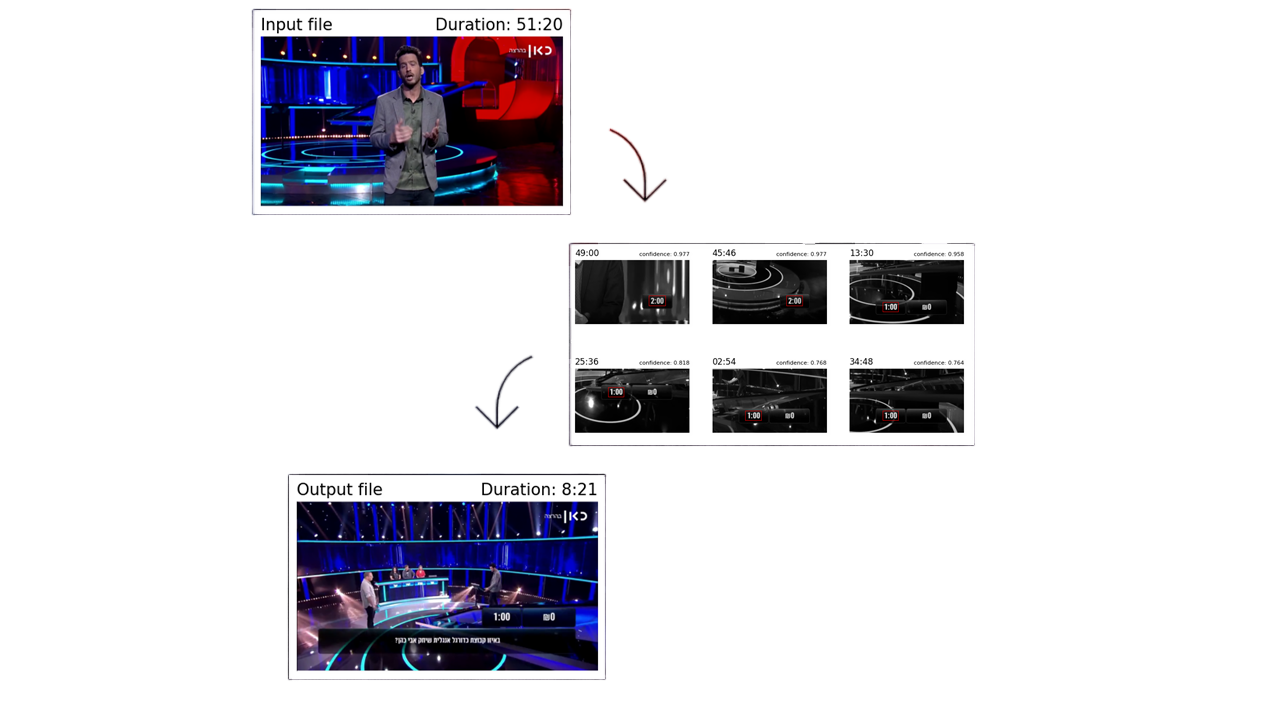 Input file Duration: 51:20
כאן בהרצה
49:00 confidence: 0.977
2:00
45:46 confidence: 0.977
2:00
13:30 confidence: 0.958
1:00 ₪0
25:36 confidence: 0.818
1:00 ₪0
02:54 confidence: 0.768
1:00 ₪0
34:48 confidence: 0.764
1:00 ₪0
Output file Duration: 8:21
כאן בהרצה
1:00 ₪0
באיזו קבוצת כדורגל אנגלית שיחק אבי כהן?